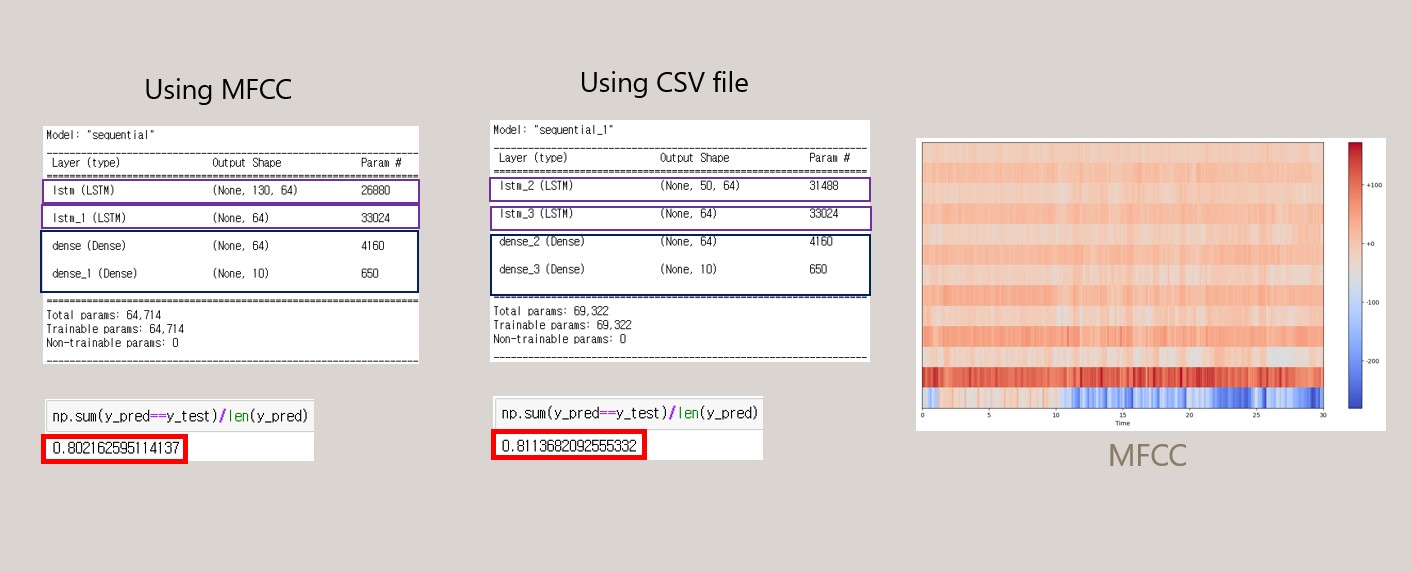 Using MFCC
Model: "sequential"
Layer (type) Output Shape Param #
lstm (LSTM) (None, 130, 64) 26880
lstm_1 (LSTM) (None, 64) 33024
dense (Dense) (None, 64) 4160
dense_1 (Dense) (None, 10) 650
Total params: 64,714
Trainable params: 64,714
Non-trainable params: 0
np.sum(y_pred==y_test)/len(y_pred)
0.802162595114137
Using CSV file
Model: "sequential_1"
Layer (type) Output Shape Param #
lstm_2 (LSTM) (None, 50, 64) 31488
lstm_3 (LSTM) (None, 64) 33024
dense_2 (Dense) (None, 64) 4160
dense_3 (Dense) (None, 10) 650
Total params: 69,322
Trainable params: 69,322
Non-trainable params: 0
np.sum(y_pred==y_test)/len(y_pred)
0.8113682092555332
+100
+0
-100
-200
0 5 10 15 20 25 30
Time
MFCC